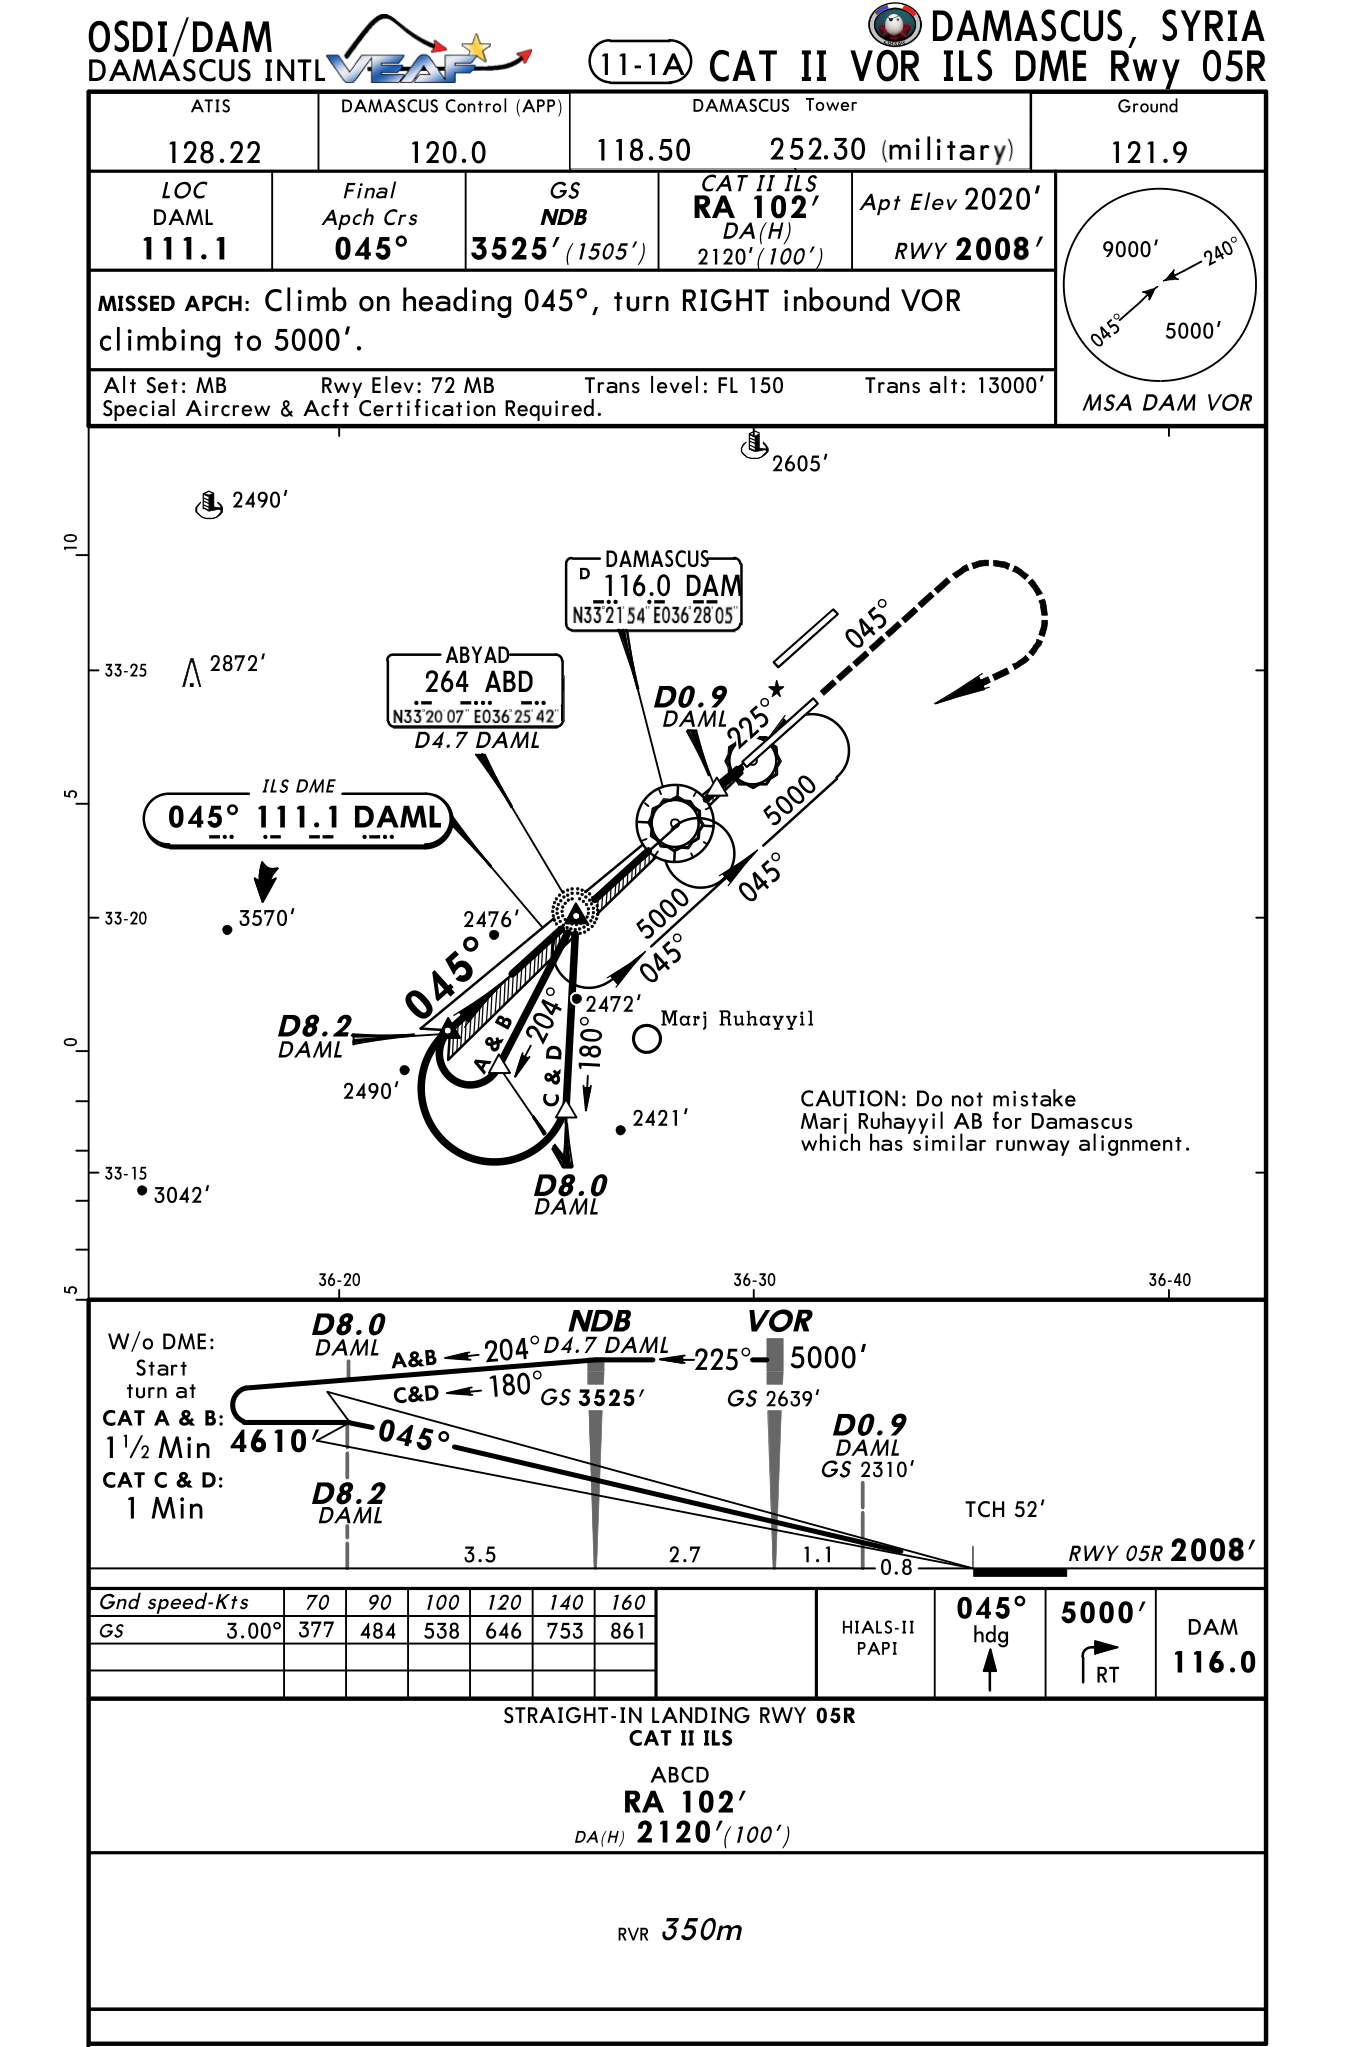 OSDI/DAM
DAMASCUS INTL
VEAF
11-1A
DAMASCUS, SYRIA
CAT II VOR ILS DME Rwy 05R
ATIS
128.22
DAMASCUS Control (APP)
120.0
DAMASCUS Tower
118.50 252.30 (military)
Ground
121.9
LOC
DAML
111.1
Final
Apch Crs
045°
GS
NDB
3525' (1505')
CAT II ILS
RA 102'
DA(H)
2120' (100')
Apt Elev 2020'
RWY 2008'
9000'
240°
045°
5000'
MSA DAM VOR
MISSED APCH: Climb on heading 045°, turn RIGHT inbound VOR
climbing to 5000'.
Alt Set: MB Rwy Elev: 72 MB Trans level: FL 150 Trans alt: 13000'
Special Aircrew & Acft Certification Required.
2605'
2490'
10
DAMASCUS
D 116.0 DAM
N33°21'54" E036°28'05"
045°
33-25
2872'
ABYAD
264 ABD
N33°20'07" E036°25'42"
D4.7 DAML
D0.9
DAML
225°
ILS DME
045° 111.1 DAML
5
5000
045°
3570'
33-20
2476'
5000
045°
045°
2472'
Marj Ruhayyil
D8.2
DAML
204°
A & B
180°
C & D
0
2490'
2421'
CAUTION: Do not mistake
Marj Ruhayyil AB for Damascus
which has similar runway alignment.
33-15
3042'
D8.0
DAML
5
36-20
36-30
36-40
W/o DME:
Start
turn at
CAT A & B:
1 1/2 Min
CAT C & D:
1 Min
D8.0
DAML
NDB
D4.7 DAML
VOR
A&B 204°
225° 5000'
C&D 180°
GS 3525'
GS 2639'
4610'
045°
D0.9
DAML
GS 2310'
D8.2
DAML
TCH 52'
3.5
2.7
1.1
0.8
RWY 05R 2008'
Gnd speed-Kts 70 90 100 120 140 160
GS 3.00° 377 484 538 646 753 861
HIALS-II
PAPI
045°
hdg
5000'
RT
DAM
116.0
STRAIGHT-IN LANDING RWY 05R
CAT II ILS
ABCD
RA 102'
DA(H) 2120' (100')
RVR 350m